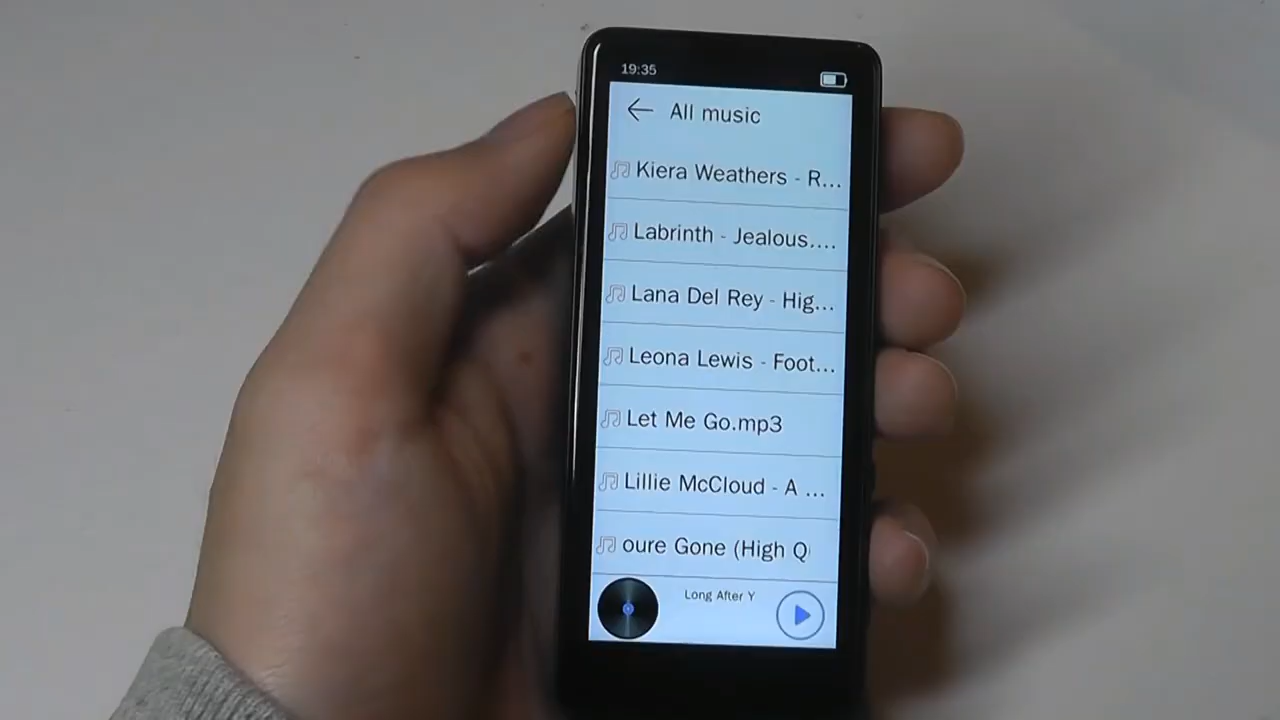 19:35
All music
Kiera Weathers - R...
Labrinth - Jealous....
Lana Del Rey - Hig...
Leona Lewis - Foot...
Let Me Go.mp3
Lillie McCloud - A ...
oure Gone (High Q
Long After Y